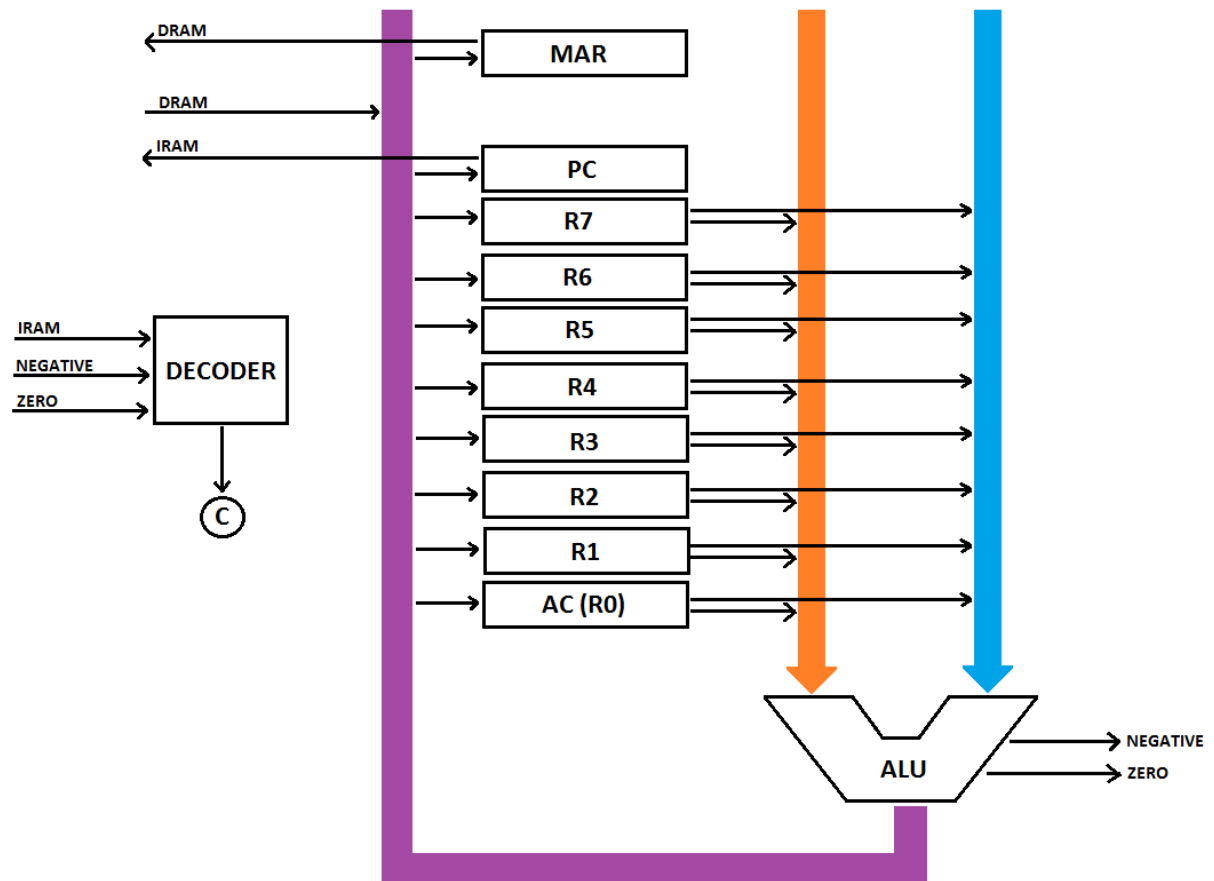 DRAM
MAR
DRAM
IRAM
PC
R7
R6
R5
IRAM
NEGATIVE
ZERO
DECODER
R4
R3
R2
C
R1
AC (R0)
ALU
NEGATIVE
ZERO